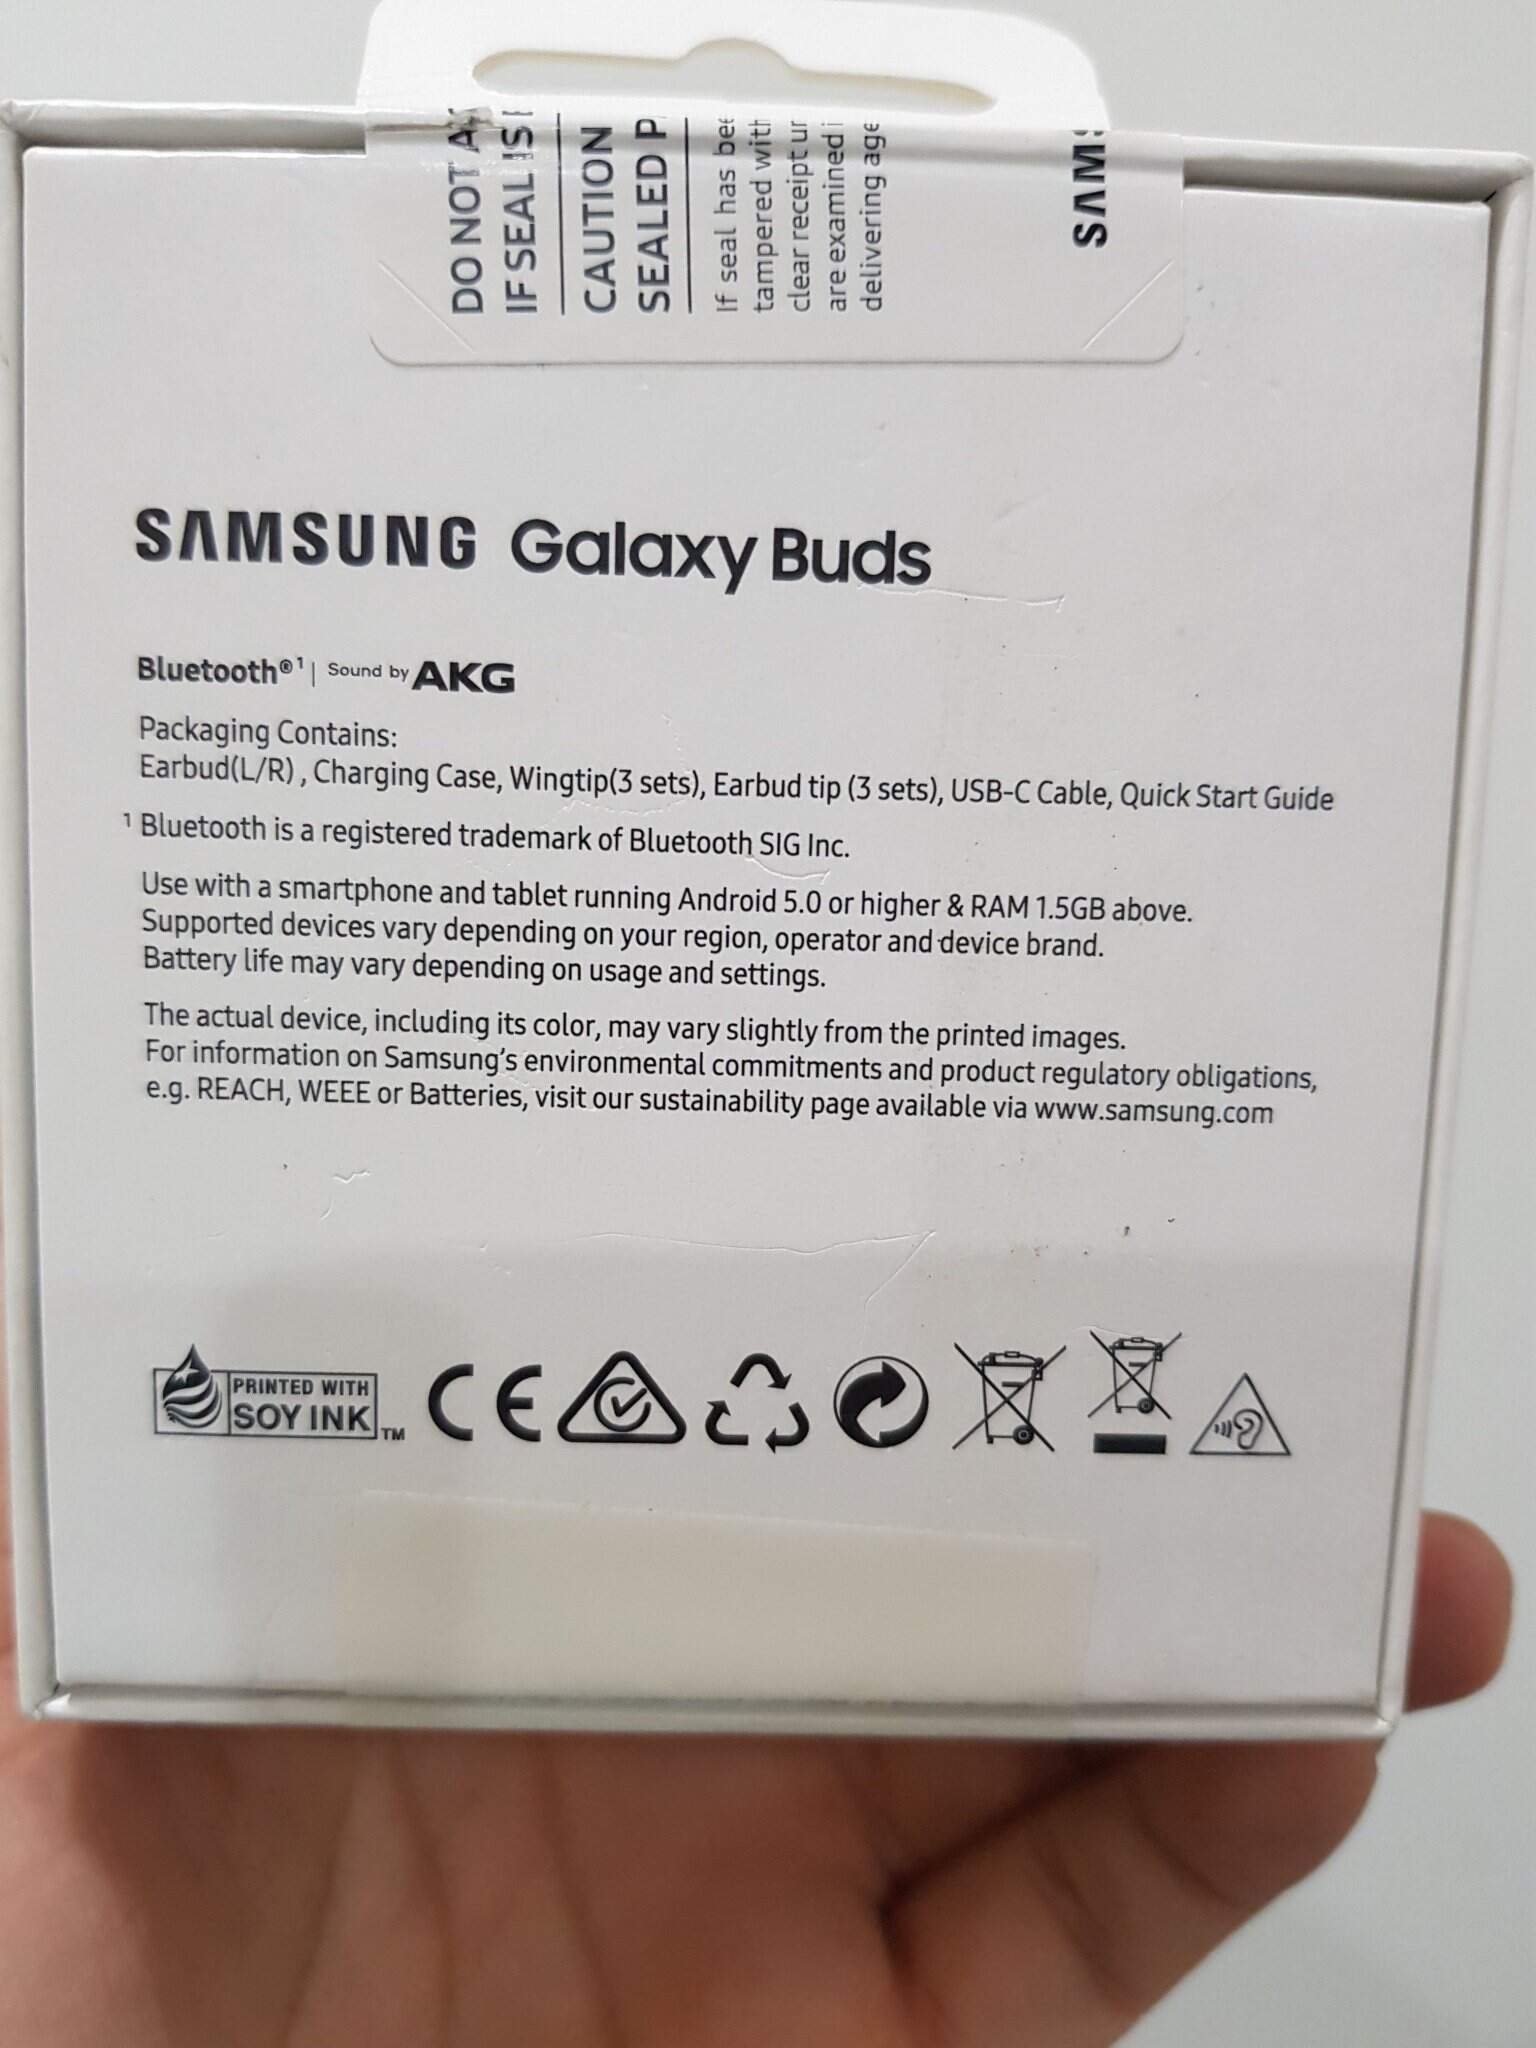 DO NOT
IF SEAL IS
CAUTION
SEALED
If seal has
tampered with
clear receipt
are examined
delivering
SAMSUNG Galaxy Buds
Bluetooth®¹ | Sound by AKG
Packaging Contains:
Earbud(L/R) , Charging Case, Wingtip(3 sets), Earbud tip (3 sets), USB-C Cable, Quick Start Guide
¹ Bluetooth is a registered trademark of Bluetooth SIG Inc.
Use with a smartphone and tablet running Android 5.0 or higher & RAM 1.5GB above.
Supported devices vary depending on your region, operator and device brand.
Battery life may vary depending on usage and settings.
The actual device, including its color, may vary slightly from the printed images.
For information on Samsung's environmental commitments and product regulatory obligations,
e.g. REACH, WEEE or Batteries, visit our sustainability page available via www.samsung.com
PRINTED WITH
SOY INK™
CE